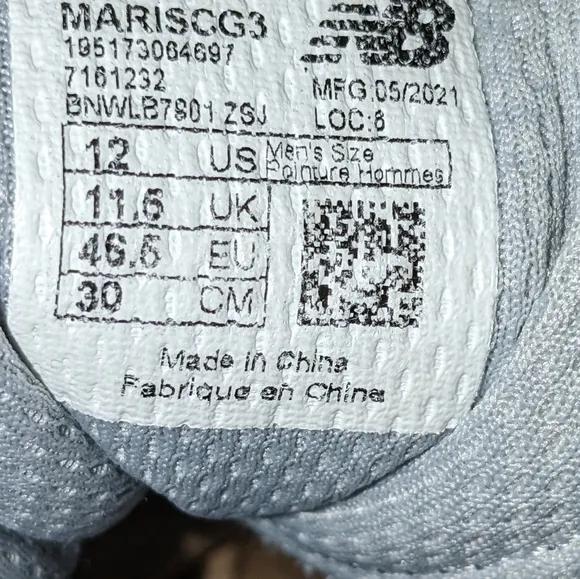 MARISCG3
195173064697
7161232
BNWLB7901 ZSJ
MFG:05/2021
LOC:8
12 US Men's Size
Pointure Hommes
11.5 UK
46.5 EU
30 CM
Made in China
Fabriqué en Chine